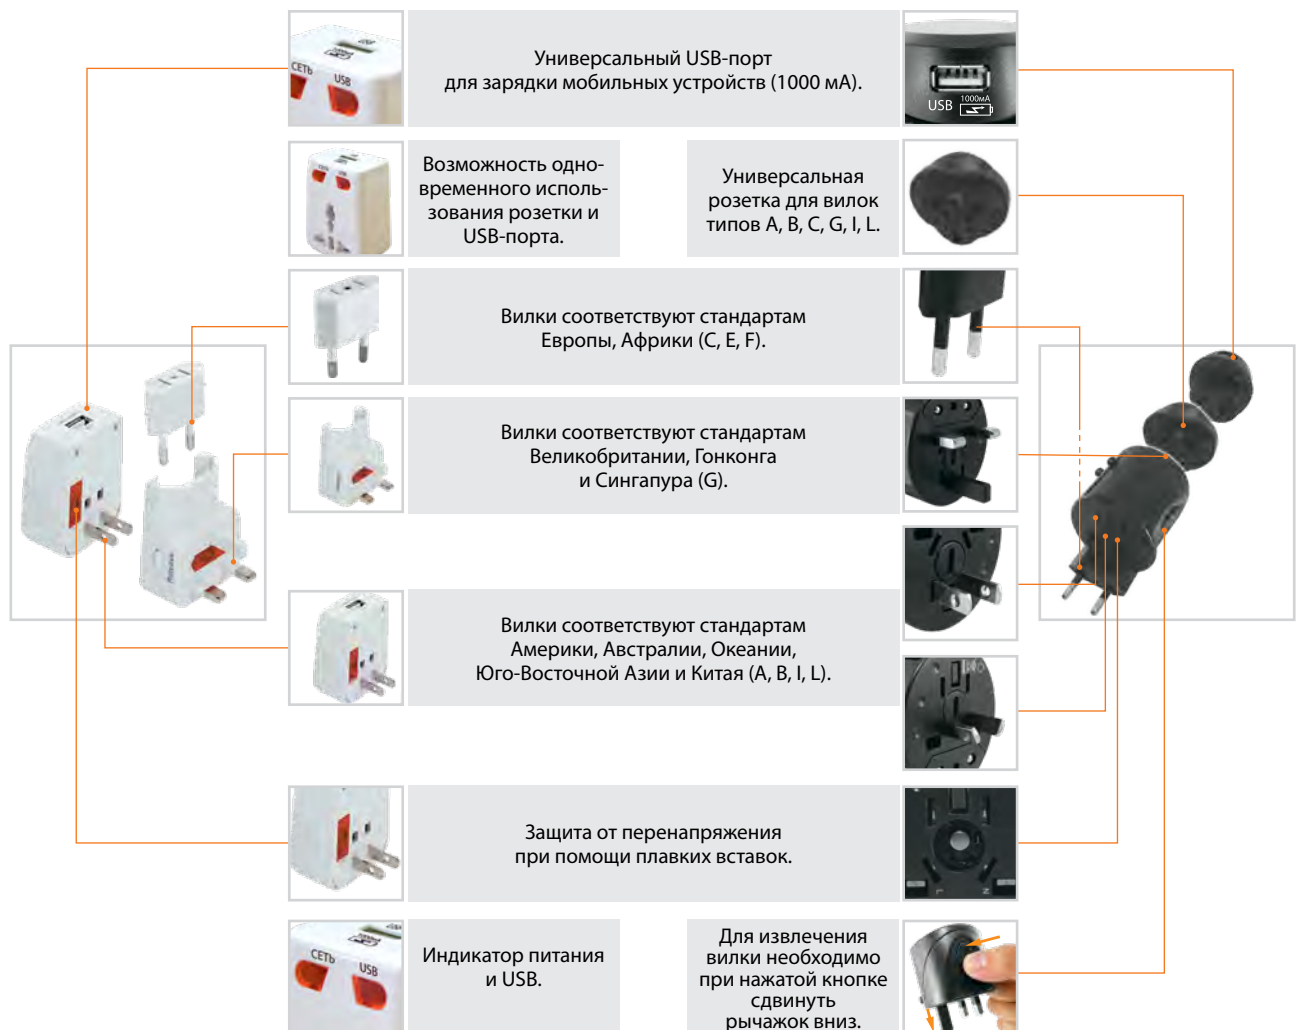 СЕТЬ
USB
Универсальный USB-порт
для зарядки мобильных устройств (1000 мА).
USB
1000мА
Возможность одно-
временного исполь-
зования розетки и
USB-порта.
Универсальная
розетка для вилок
типов A, B, C, G, I, L.
Вилки соответствуют стандартам
Европы, Африки (C, E, F).
Вилки соответствуют стандартам
Великобритании, Гонконга
и Сингапура (G).
Вилки соответствуют стандартам
Америки, Австралии, Океании,
Юго-Восточной Азии и Китая (A, B, I, L).
Защита от перенапряжения
при помощи плавких вставок.
СЕТЬ
USB
Индикатор питания
и USB.
Для извлечения
вилки необходимо
при нажатой кнопке
сдвинуть
рычажок вниз.